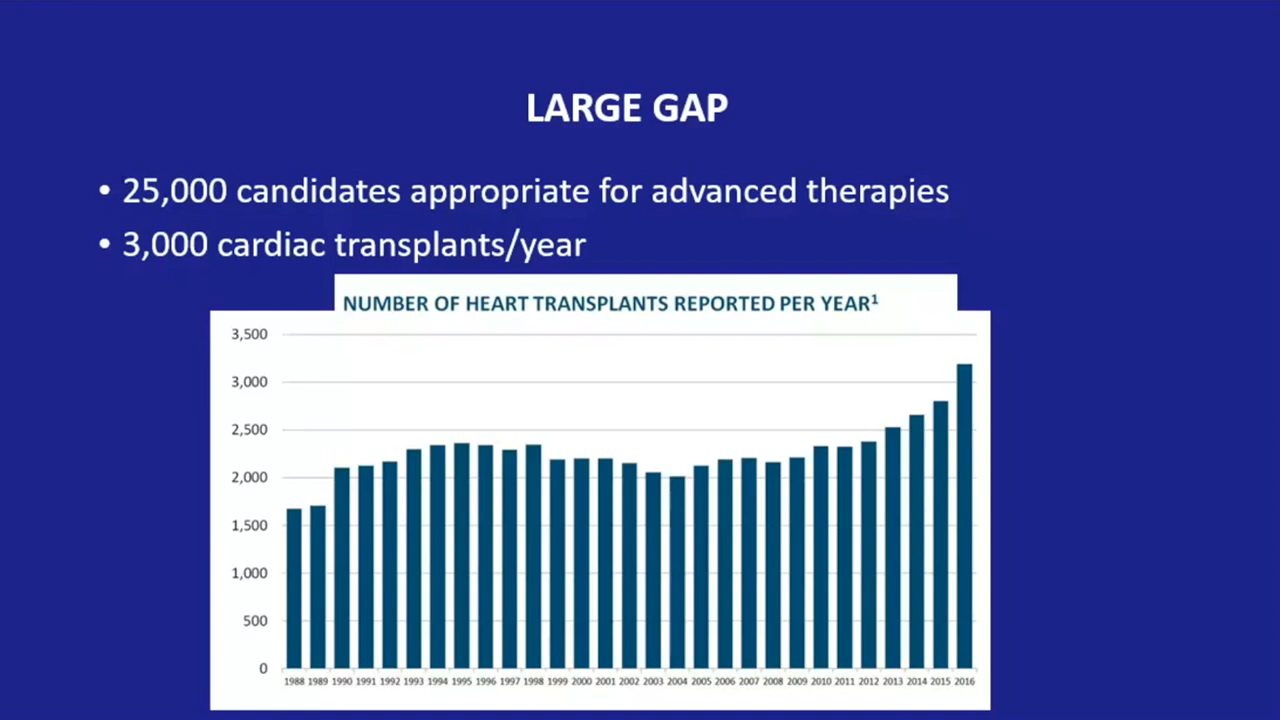 LARGE GAP
• 25,000 candidates appropriate for advanced therapies
• 3,000 cardiac transplants/year
NUMBER OF HEART TRANSPLANTS REPORTED PER YEAR¹
3,500
3,000
2,500
2,000
1,500
1,000
500
0
1988 1989 1990 1991 1992 1993 1994 1995 1996 1997 1998 1999 2000 2001 2002 2003 2004 2005 2006 2007 2008 2009 2010 2011 2012 2013 2014 2015 2016